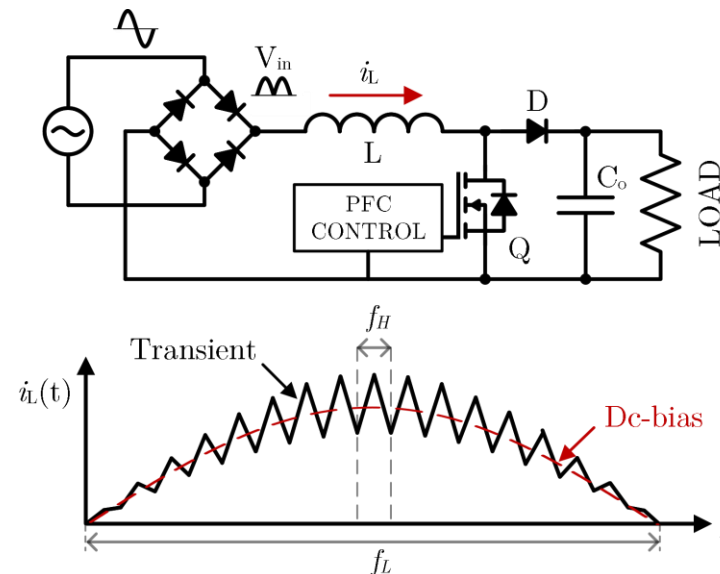 V_in
i_L
D
L
C_o
LOAD
PFC
CONTROL
Q
f_H
Transient
i_L(t)
Dc-bias
f_L